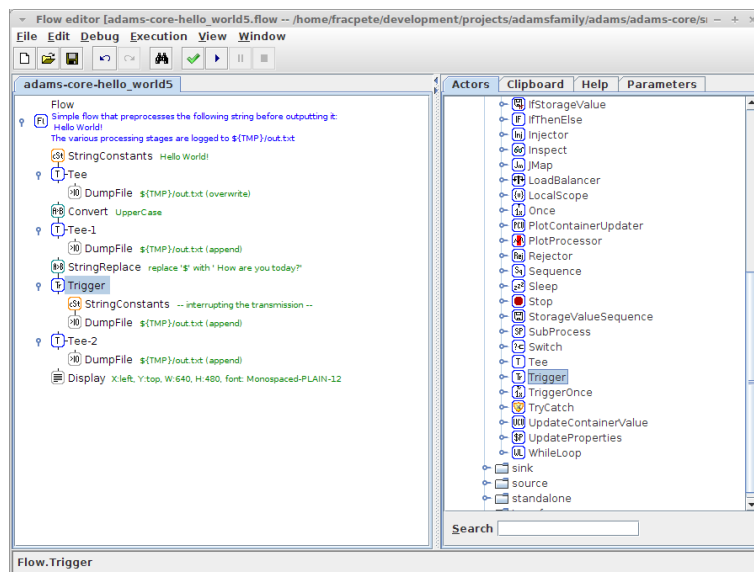 Flow editor [adams-core-hello_world5.flow -- /home/fracpete/development/projects/adamsfamily/adams/adams-core/s
File Edit Debug Execution View Window
adams-core-hello_world5
Flow
Simple flow that preprocesses the following string before outputting it:
Hello World!
The various processing stages are logged to ${TMP}/out.txt
StringConstants Hello World!
Tee
DumpFile ${TMP}/out.txt (overwrite)
Convert UpperCase
Tee-1
DumpFile ${TMP}/out.txt (append)
StringReplace replace '$' with ' How are you today?'
Trigger
StringConstants -- interrupting the transmission --
DumpFile ${TMP}/out.txt (append)
Tee-2
DumpFile ${TMP}/out.txt (append)
Display X:left, Y:top, W:640, H:480, font: Monospaced-PLAIN-12
Actors Clipboard Help Parameters
IfStorageValue
IfThenElse
Injector
Inspect
JMap
LoadBalancer
LocalScope
Once
PlotContainerUpdater
PlotProcessor
Rejector
Sequence
Sleep
Stop
StorageValueSequence
SubProcess
Switch
Tee
Trigger
TriggerOnce
TryCatch
UpdateContainerValue
UpdateProperties
WhileLoop
sink
source
standalone
Search
Flow.Trigger